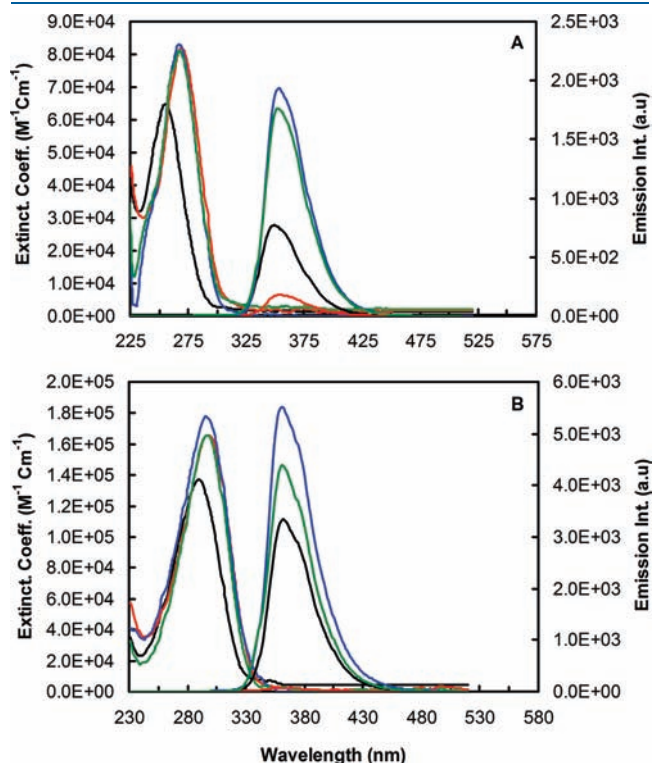 A
9.0E+04
8.0E+04
7.0E+04
6.0E+04
5.0E+04
4.0E+04
3.0E+04
2.0E+04
1.0E+04
0.0E+00
Extinct. Coeff. (M⁻¹Cm⁻¹)
2.5E+03
2.0E+03
1.5E+03
1.0E+03
5.0E+02
0.0E+00
Emission Int. (a.u)
225 275 325 375 425 475 525 575
B
2.0E+05
1.8E+05
1.6E+05
1.4E+05
1.2E+05
1.0E+05
8.0E+04
6.0E+04
4.0E+04
2.0E+04
0.0E+00
Extinct. Coeff. (M⁻¹ Cm⁻¹)
6.0E+03
5.0E+03
4.0E+03
3.0E+03
2.0E+03
1.0E+03
0.0E+00
Emission Int. (a.u)
230 280 330 380 430 480 530 580
Wavelength (nm)